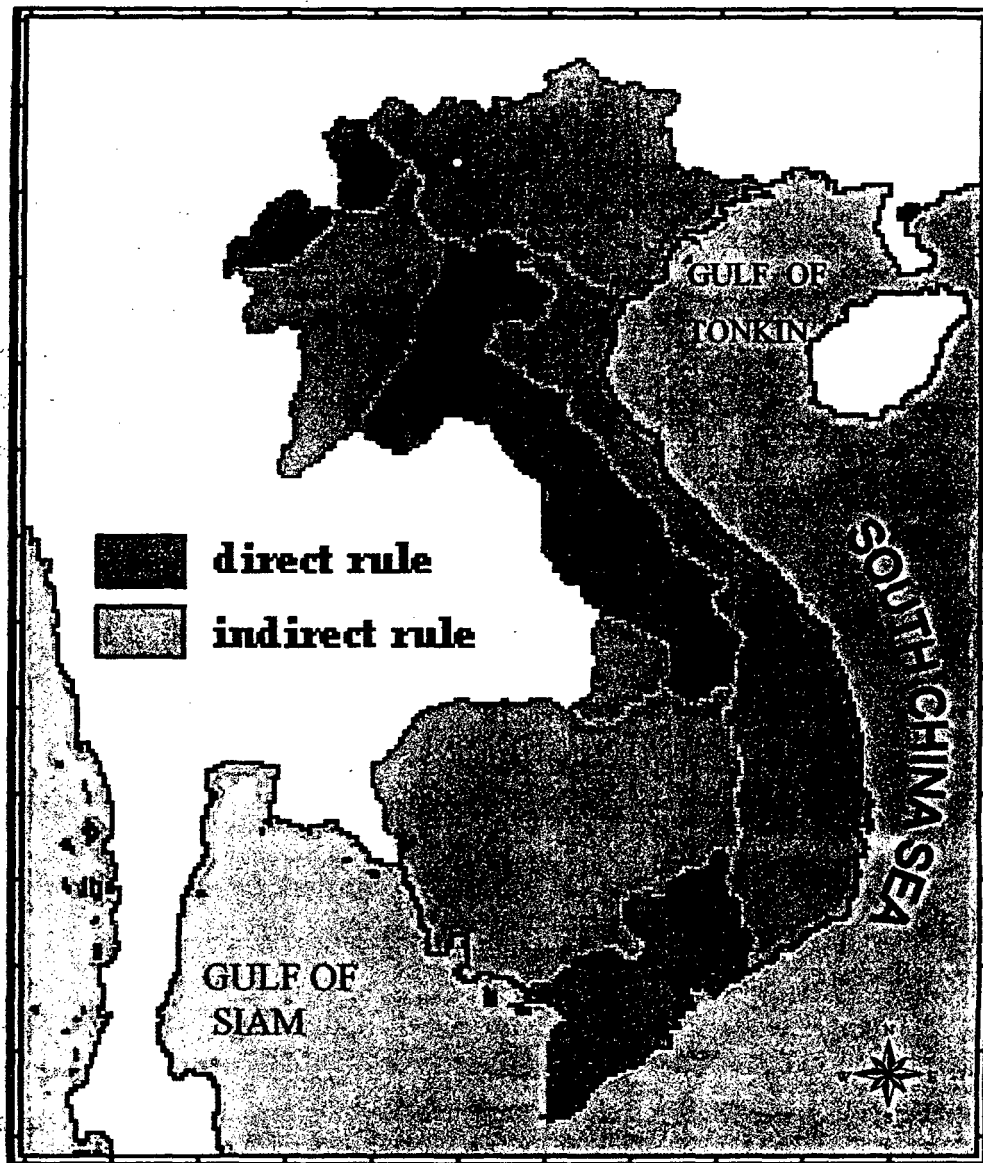 GULF OF
TONKIN
direct rule
indirect rule
SOUTH CHINA SEA
GULF OF
SIAM